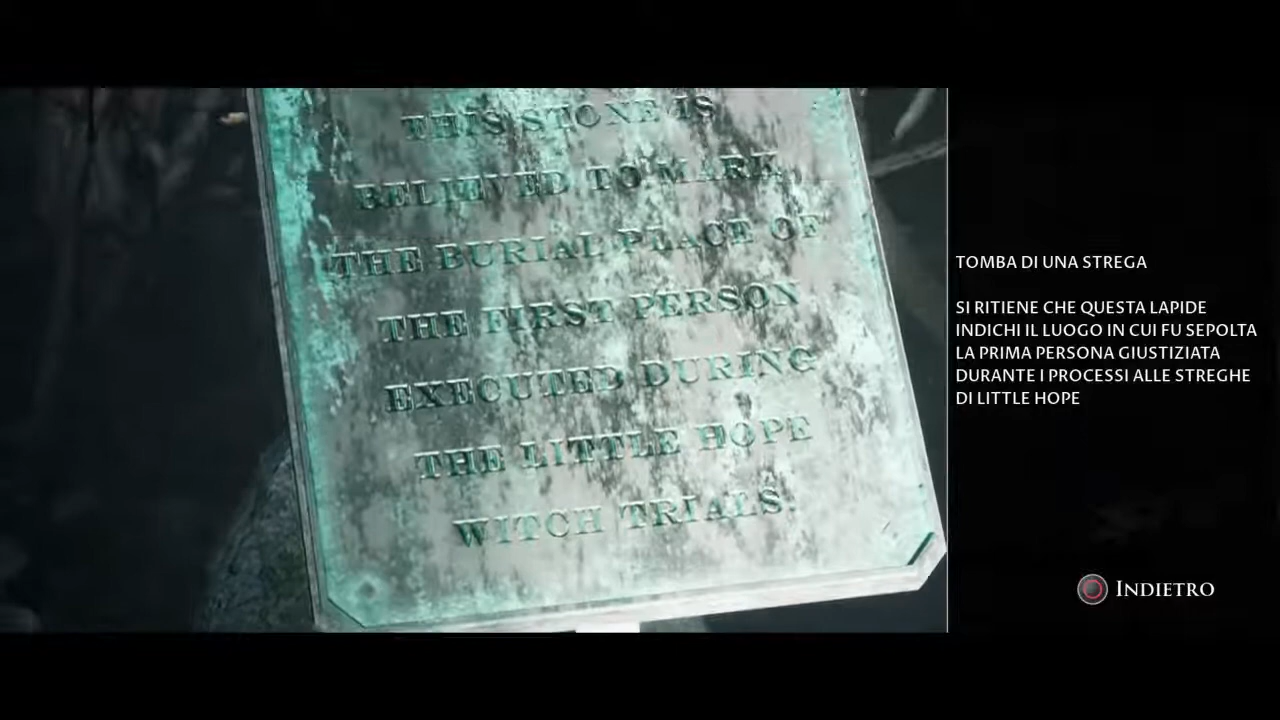 THIS STONE IS
BELIEVED TO MARK
THE BURIAL PLACE OF
THE FIRST PERSON
EXECUTED DURING
THE LITTLE HOPE
WITCH TRIALS.
TOMBA DI UNA STREGA
SI RITIENE CHE QUESTA LAPIDE
INDICHI IL LUOGO IN CUI FU SEPOLTA
LA PRIMA PERSONA GIUSTIZIATA
DURANTE I PROCESSI ALLE STREGHE
DI LITTLE HOPE
INDIETRO